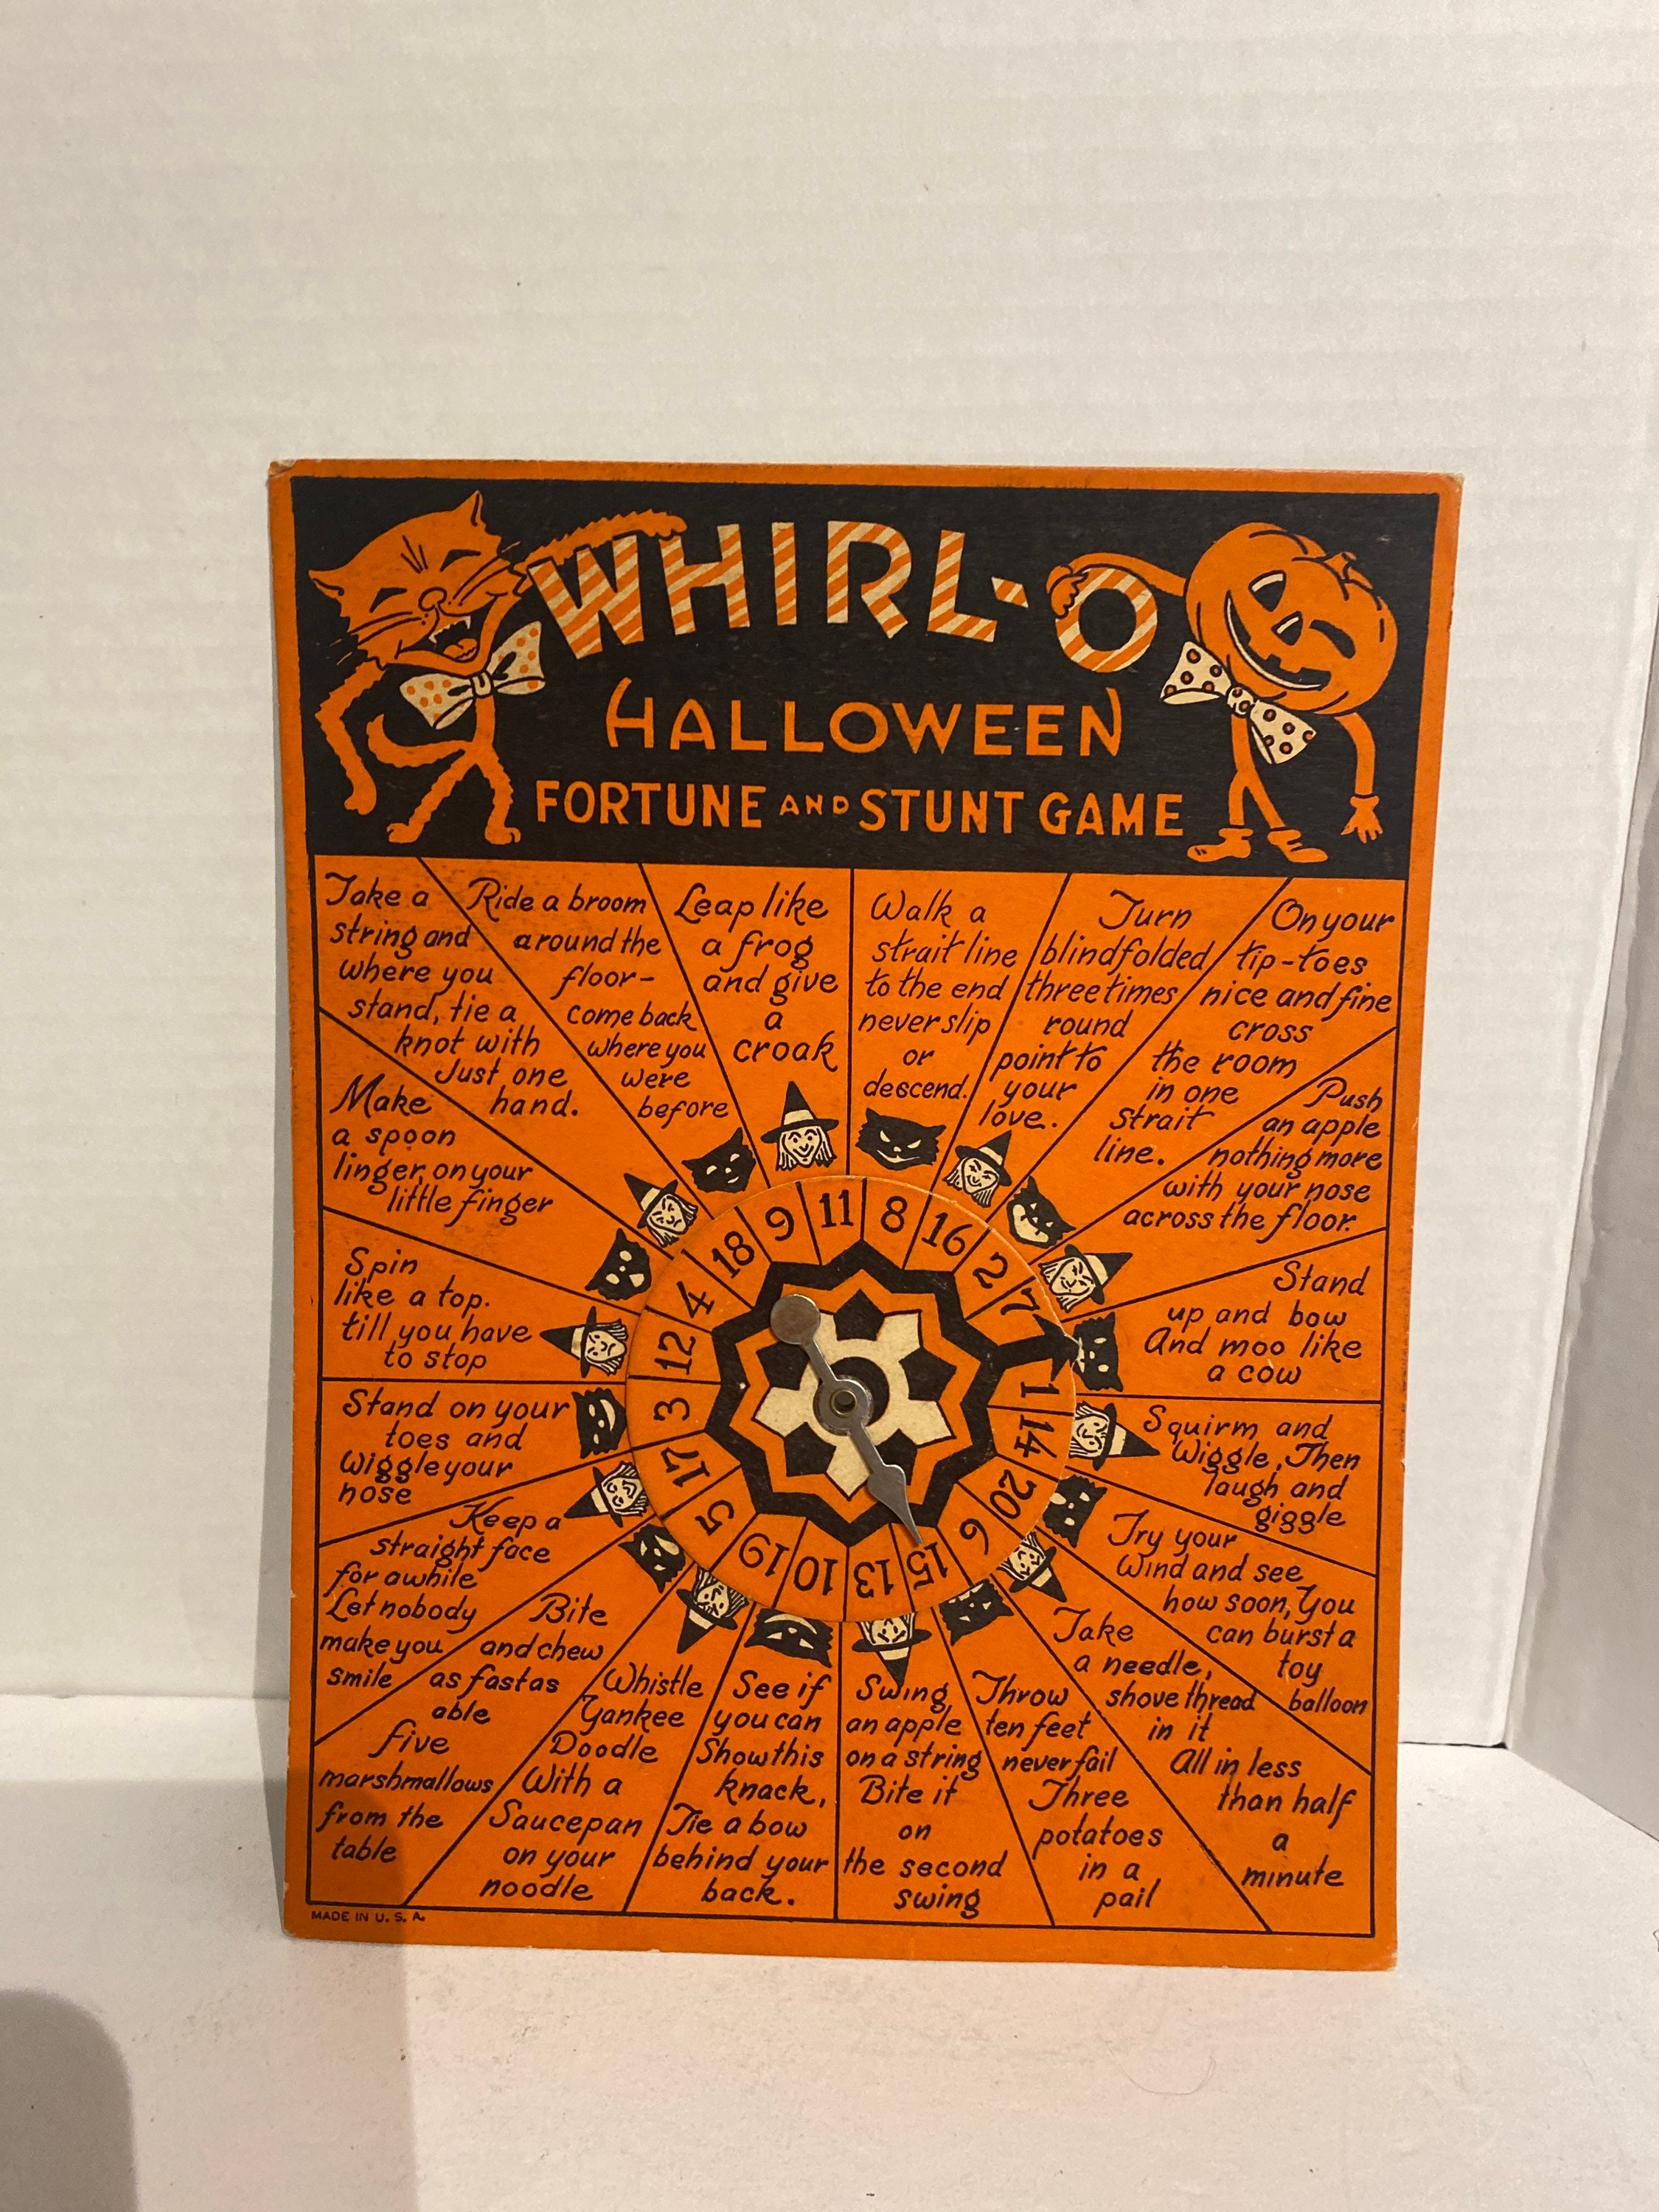 WHIRL-O
HALLOWEEN
FORTUNE AND STUNT GAME
Take a
string and
where you
stand, tie a
knot with
Just one
hand.
Ride a broom
around the
floor-
come back
where you
were
before
Leap like
a frog
and give
a
croak
Walk a
strait line
to the end
never slip
or
descend.
Turn
blindfolded
three times
round
point to
your
love.
On your
tip-toes
nice and fine
cross
the room
in one
strait
line.
Push
an apple
nothing more
with your nose
across the floor.
Stand
up and bow
And moo like
a cow
Squirm and
Wiggle, Then
laugh and
giggle
Try your
Wind and see
how soon, You
can burst a
toy
balloon
Take
a needle,
shove thread
in it
All in less
than half
a
minute
Throw
ten feet
never fail
Three
potatoes
in a
pail
Swing
an apple
on a string
Bite it
on
the second
swing
See if
you can
Show this
knack,
Tie a bow
behind your
back.
Whistle
Yankee
Doodle
With a
Saucepan
on your
noodle
Bite
and chew
as fast as
able
five
marshmallows
from the
table
Keep a
straight face
for awhile
Let nobody
make you
smile
Stand on your
toes and
Wiggle your
nose
Spin
like a top.
till you have
to stop
Make
a spoon
linger, on your
little finger
11
8
16
2
7
1
14
20
6
15
13
10
19
5
17
3
12
4
18
9
MADE IN U. S. A.